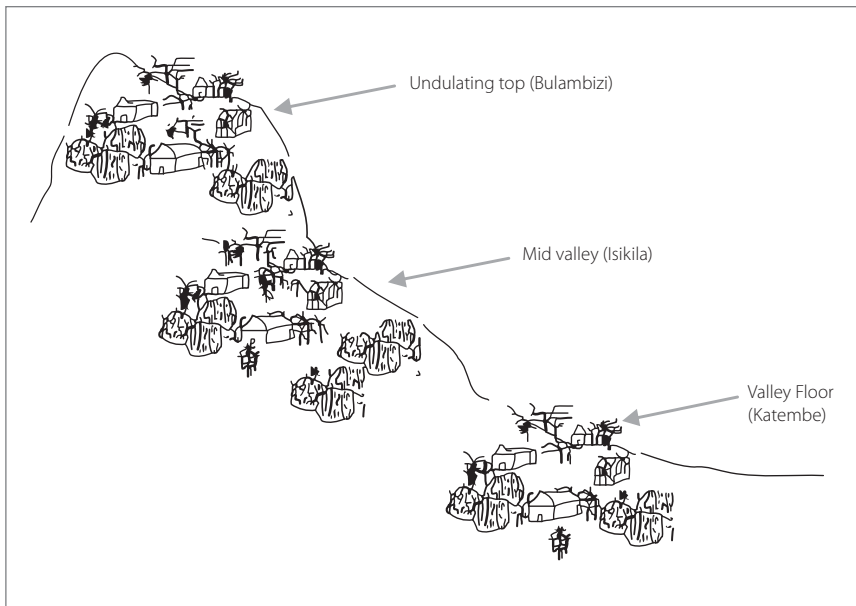 Undulating top (Bulambizi)
Mid valley (Isikila)
Valley Floor
(Katembe)